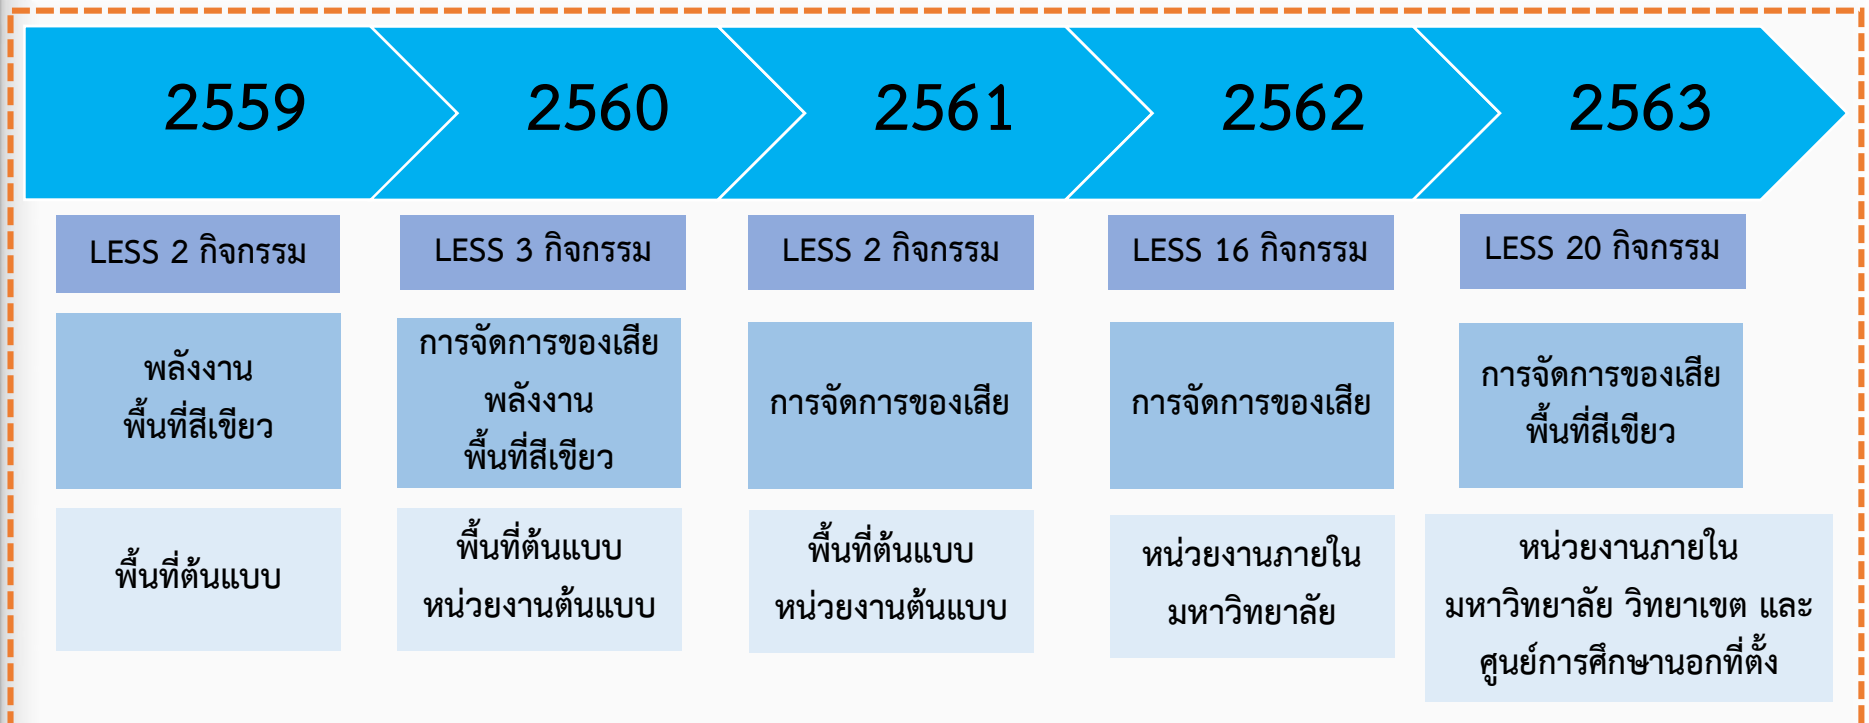 2559
2560
2561
2562
2563
LESS 2 กิจกรรม
LESS 3 กิจกรรม
LESS 2 กิจกรรม
LESS 16 กิจกรรม
LESS 20 กิจกรรม
พลังงาน
พื้นที่สีเขียว
การจัดการของเสีย
พลังงาน
พื้นที่สีเขียว
การจัดการของเสีย
การจัดการของเสีย
การจัดการของเสีย
พื้นที่สีเขียว
พื้นที่ต้นแบบ
พื้นที่ต้นแบบ
หน่วยงานต้นแบบ
พื้นที่ต้นแบบ
หน่วยงานต้นแบบ
หน่วยงานภายใน
มหาวิทยาลัย
หน่วยงานภายใน
มหาวิทยาลัย วิทยาเขต และ
ศูนย์การศึกษานอกที่ตั้ง